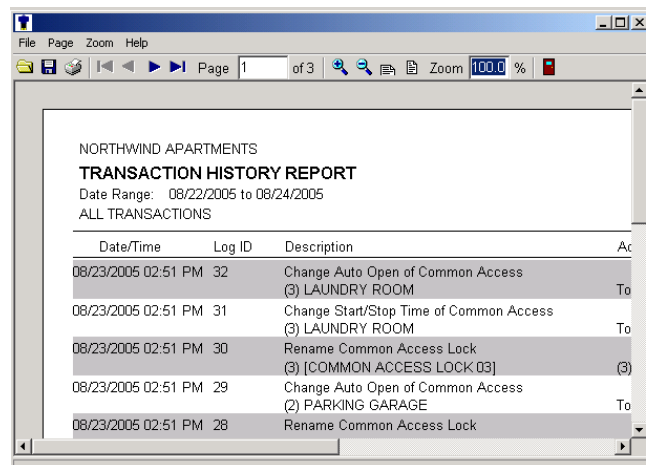 File Page Zoom Help
Page 1 of 3 Zoom 100.0 %
NORTHWIND APARTMENTS
TRANSACTION HISTORY REPORT
Date Range: 08/22/2005 to 08/24/2005
ALL TRANSACTIONS
Date/Time Log ID Description Ac
08/23/2005 02:51 PM 32 Change Auto Open of Common Access
(3) LAUNDRY ROOM To
08/23/2005 02:51 PM 31 Change Start/Stop Time of Common Access
(3) LAUNDRY ROOM To
08/23/2005 02:51 PM 30 Rename Common Access Lock
(3) [COMMON ACCESS LOCK 03] (3)
08/23/2005 02:51 PM 29 Change Auto Open of Common Access
(2) PARKING GARAGE To
08/23/2005 02:51 PM 28 Rename Common Access Lock